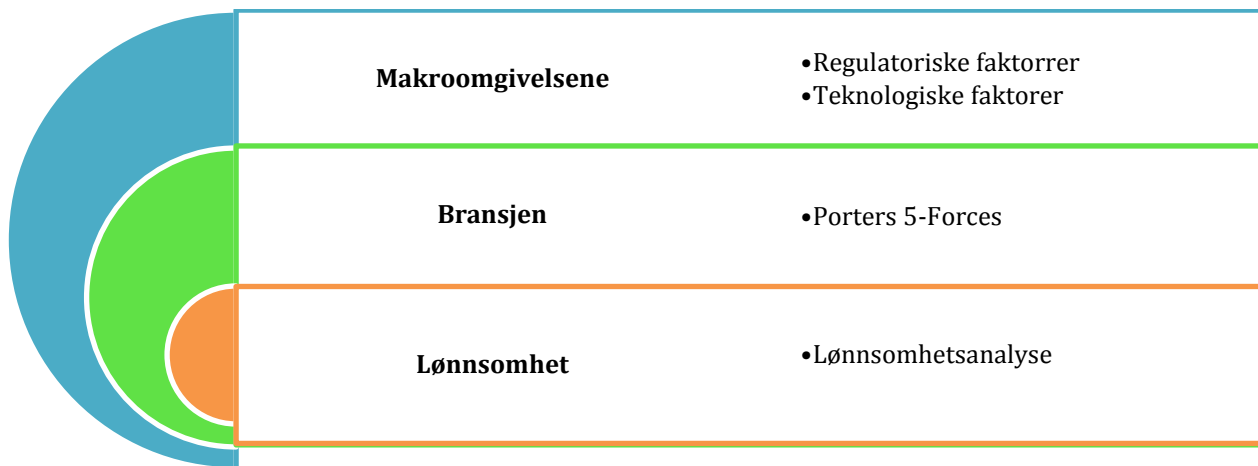 Makroomgivelsene
•Regulatoriske faktorrer
•Teknologiske faktorer
Bransjen
•Porters 5-Forces
Lønnsomhet
•Lønnsomhetsanalyse